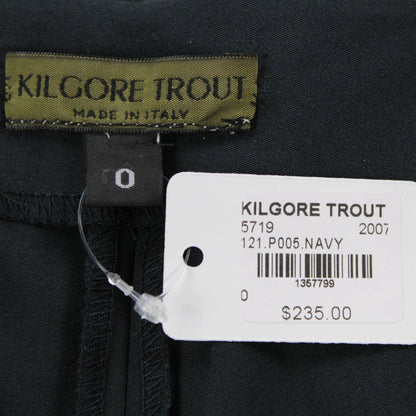 KILGORE TROUT
MADE IN ITALY
0
KILGORE TROUT
5719 2007
121.P005.NAVY
1357799
0
$235.00